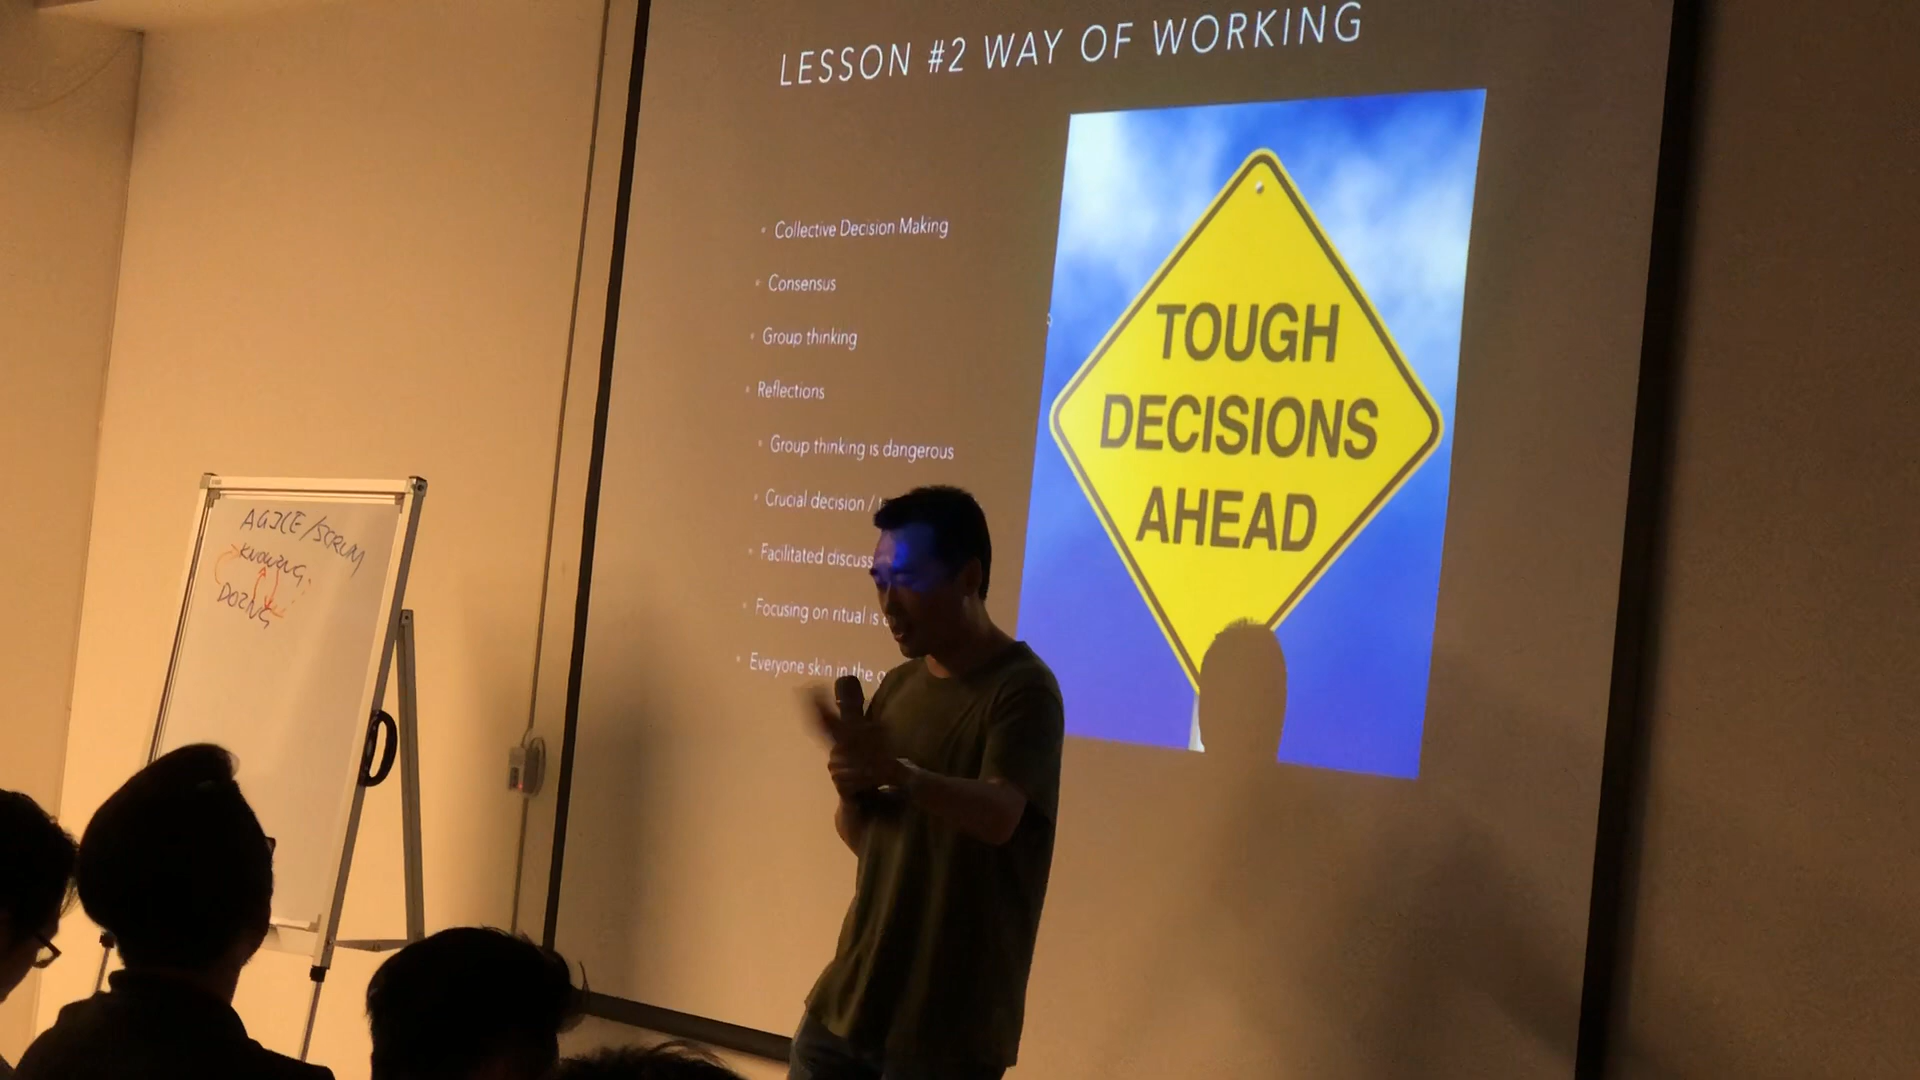 LESSON #2 WAY OF WORKING
Collective Decision Making
Consensus
Group thinking
Reflections
Group thinking is dangerous
Crucial decision /
Facilitated
Focusing on ritual is
Everyone skin in the
TOUGH
DECISIONS
AHEAD
AGILE/SCRUM
KNOWING
DOING